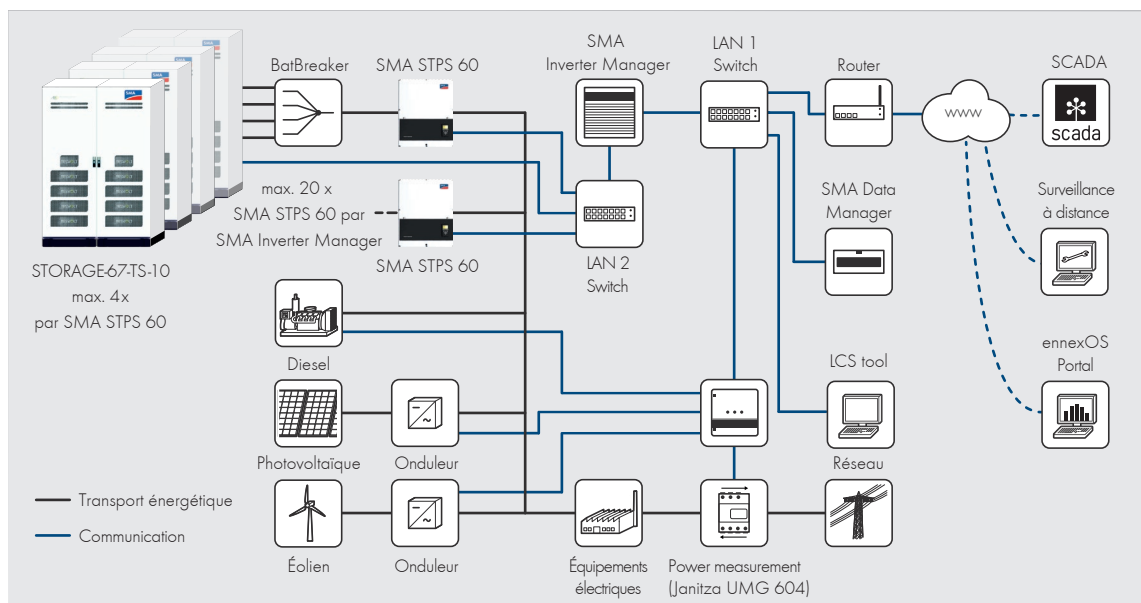 BatBreaker
SMA STPS 60
SMA
Inverter Manager
LAN 1
Switch
Router
SCADA
www
scada
max. 20 x
SMA STPS 60 par
SMA Inverter Manager
SMA STPS 60
LAN 2
Switch
SMA Data
Manager
Surveillance
à distance
STORAGE-67-TS-10
max. 4x
par SMA STPS 60
Diesel
LCS tool
ennexOS
Portal
Photovoltaïque
Onduleur
Réseau
Transport énergétique
Communication
Éolien
Onduleur
Équipements
électriques
Power measurement
(Janitza UMG 604)